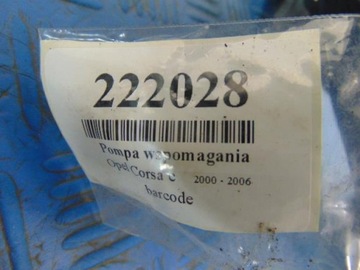 222028
Pompa wspomagania
Opel Corsa c 2000 - 2006
barcode